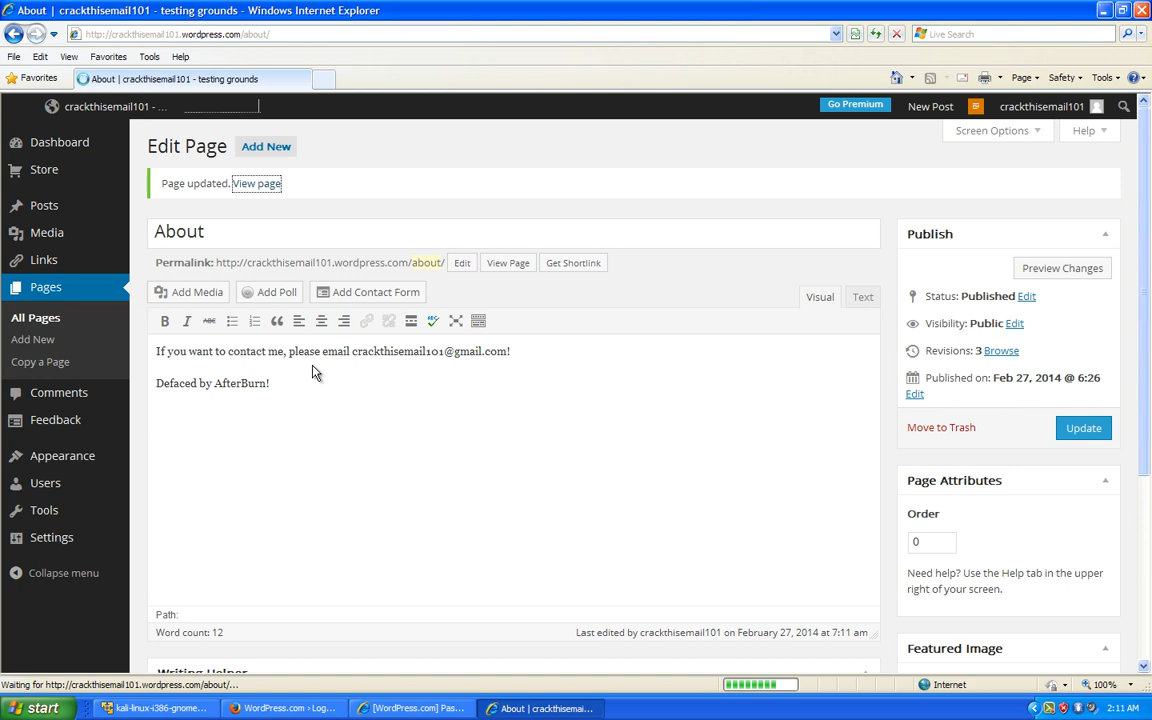 About | crackthisemail101 - testing grounds - Windows Internet Explorer
http://crackthisemail101.wordpress.com/about/
Live Search
File Edit View Favorites Tools Help
Favorites About | crackthisemail101 - testing grounds Page Safety Tools
crackthisemail101 - ... Go Premium New Post crackthisemail101
Screen Options Help
Dashboard
Store
Posts
Media
Links
Pages
All Pages
Add New
Copy a Page
Comments
Feedback
Appearance
Users
Tools
Settings
Collapse menu
Edit Page Add New
Page updated. View page
About
Permalink: http://crackthisemail101.wordpress.com/about/ Edit View Page Get Shortlink
Add Media Add Poll Add Contact Form Visual Text
B I ABC ABC
If you want to contact me, please email crackthisemail101@gmail.com!
Defaced by AfterBurn!
Path:
Word count: 12 Last edited by crackthisemail101 on February 27, 2014 at 7:11 am
Writing Helper
Publish
Preview Changes
Status: Published Edit
Visibility: Public Edit
Revisions: 3 Browse
Published on: Feb 27, 2014 @ 6:26
Edit
Move to Trash Update
Page Attributes
Order
0
Need help? Use the Help tab in the upper
right of your screen.
Featured Image
Waiting for http://crackthisemail101.wordpress.com/about/... Internet 100%
start kali-linux-i386-gnome... WordPress.com › Log... [WordPress.com] Pas... About | crackthisemai... 2:11 AM